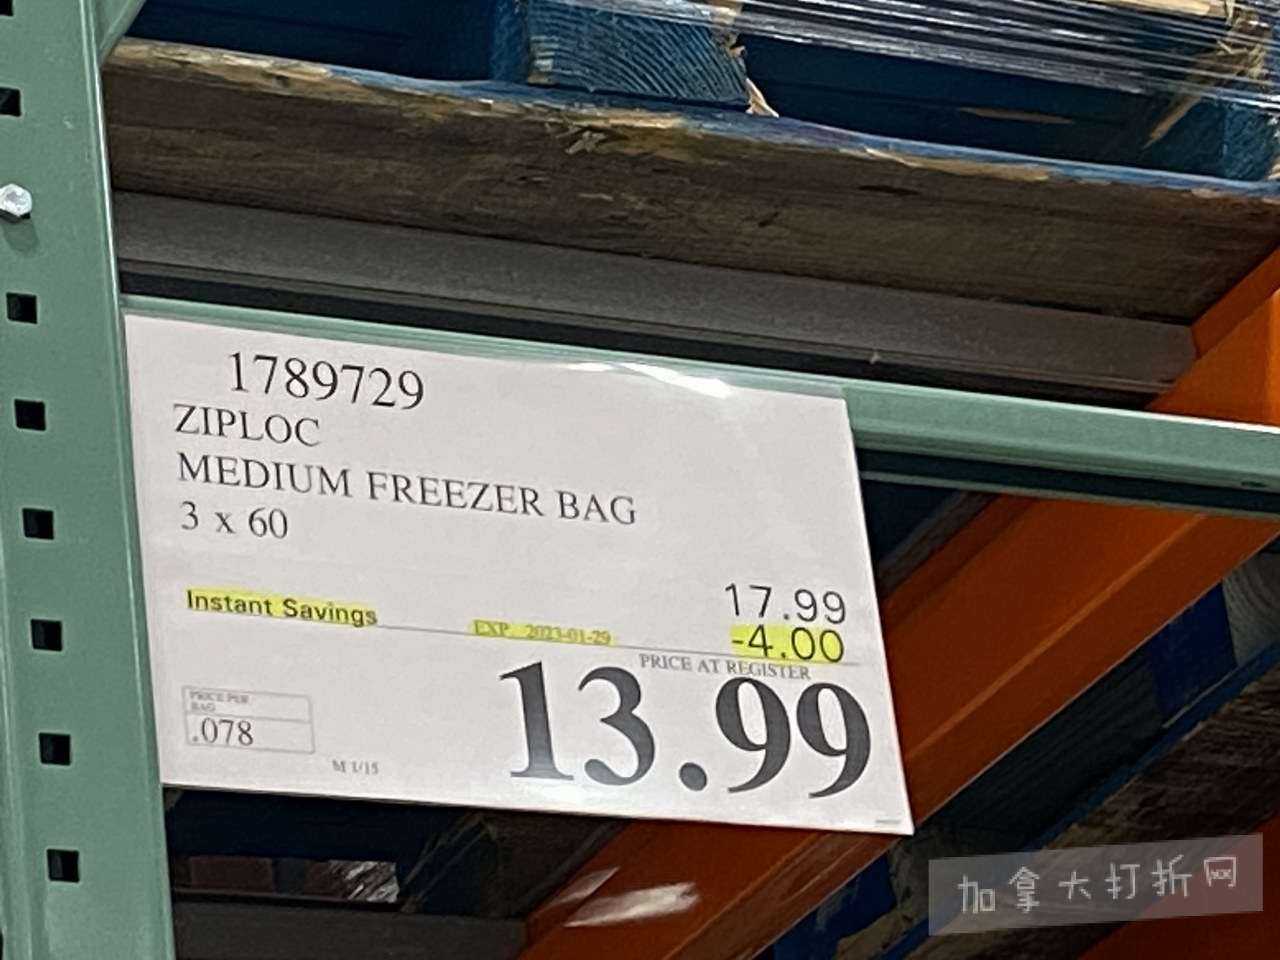 1789729
ZIPLOC
MEDIUM FREEZER BAG
3 x 60
17.99
Instant Savings EXP. 2023-01-29 -4.00
PRICE AT REGISTER
13.99
PRICE PER
BAG
.078
M 1/15
加拿大打折网